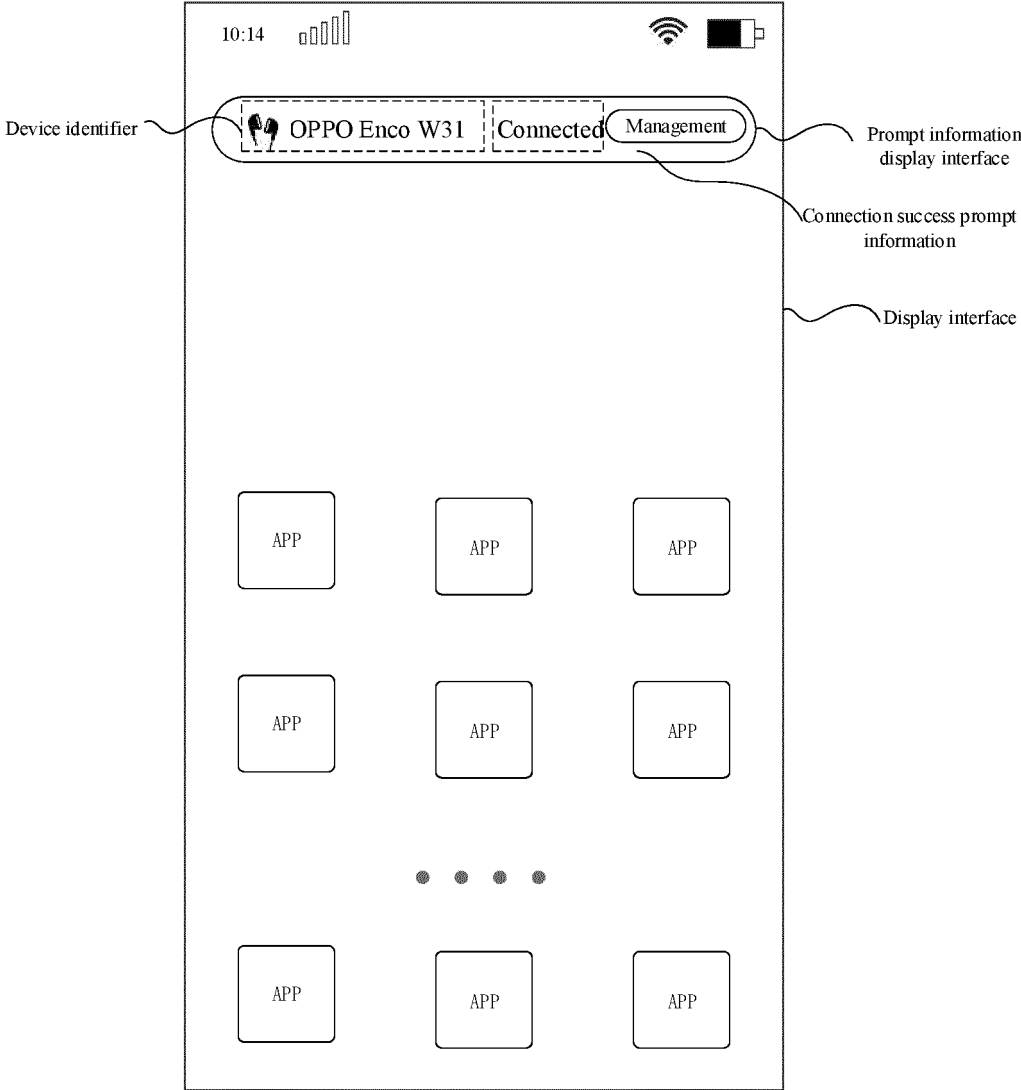 10:14
Device identifier
OPPO Enco W31
Connected
Management
Prompt information
display interface
Connection success prompt
information
Display interface
APP
APP
APP
APP
APP
APP
APP
APP
APP